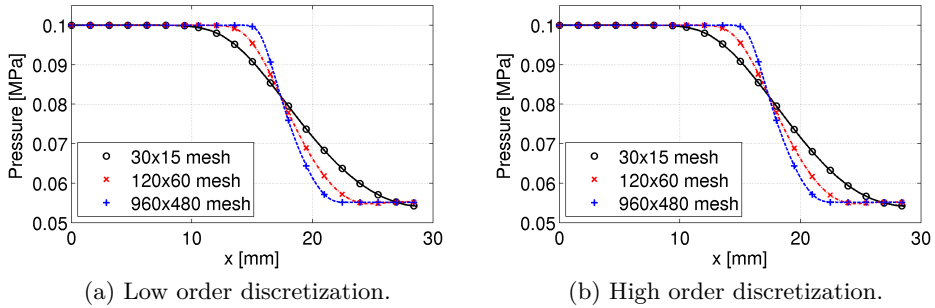 0.1
0.09
0.08
0.07
0.06
0.05
Pressure [MPa]
30x15 mesh
120x60 mesh
960x480 mesh
0 10 20 30
x [mm]
(a) Low order discretization.
0.1
0.09
0.08
0.07
0.06
0.05
Pressure [MPa]
30x15 mesh
120x60 mesh
960x480 mesh
0 10 20 30
x [mm]
(b) High order discretization.